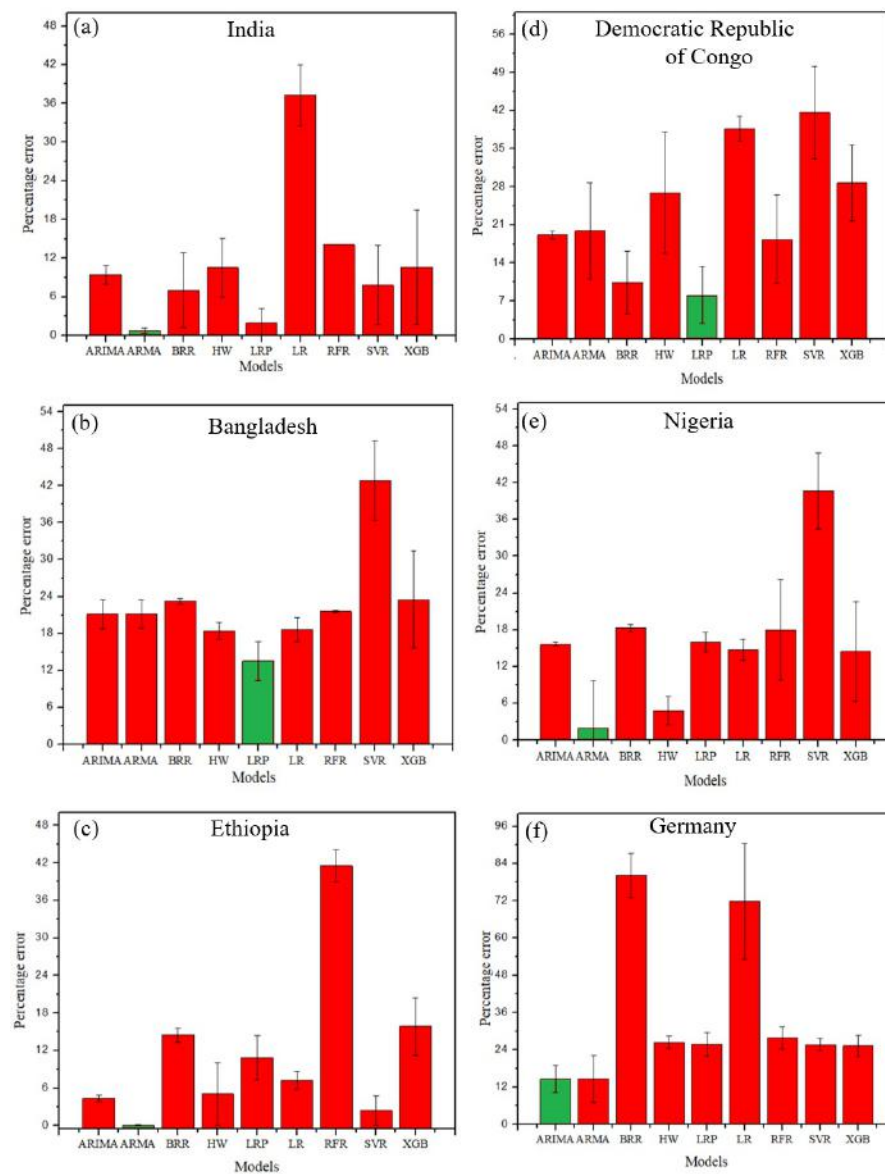 (a)
India
48
42
36
30
24
18
12
6
0
Percentage error
ARIMA ARMA BRR HW LRP LR RFR SVR XGB
Models
(b)
Bangladesh
54
48
42
36
30
24
18
12
6
0
Percentage error
ARIMA ARMA BRR HW LRP LR RFR SVR XGB
Models
(c)
Ethiopia
48
42
36
30
24
18
12
6
0
Percentage error
ARIMA ARMA BRR HW LRP LR RFR SVR XGB
Models
(d)
Democratic Republic
of Congo
56
49
42
35
28
21
14
7
0
Percentage error
ARIMA ARMA BRR HW LRP LR RFR SVR XGB
Models
(e)
Nigeria
54
48
42
36
30
24
18
12
6
0
Percentage error
ARIMA ARMA BRR HW LRP LR RFR SVR XGB
Models
(f)
Germany
96
84
72
60
48
36
24
12
0
Percentage error
ARIMA ARMA BRR HW LRP LR RFR SVR XGB
Models